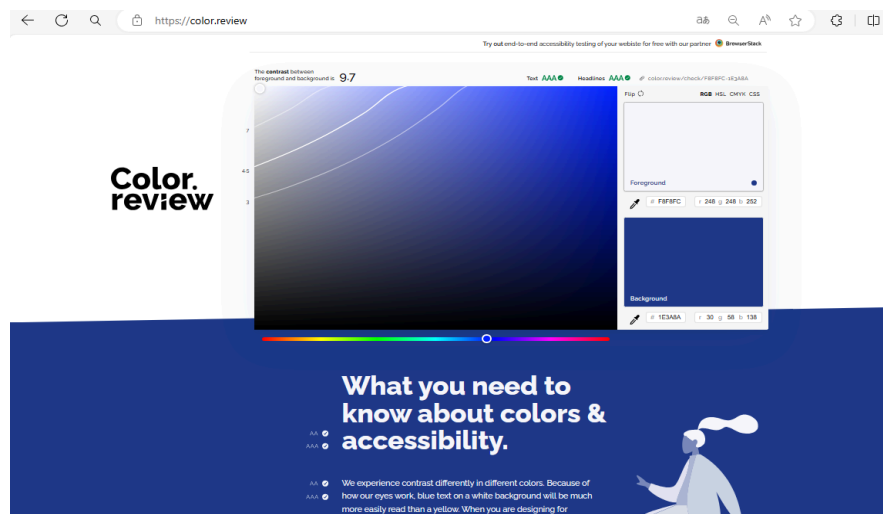 https://color.review
Try out end-to-end accessibility testing of your webiste for free with our partner BrowserStack
The contrast between
foreground and background is 9.7
Text AAA
Headlines AAA
color.review/check/F8F8FC-1E3A8A
Flip
RGB HSL CMYK CSS
7
4.5
3
Color.
review
Foreground
# F8F8FC
r 248 g 248 b 252
Background
# 1E3A8A
r 30 g 58 b 138
What you need to
know about colors &
accessibility.
AA
AAA
We experience contrast differently in different colors. Because of
how our eyes work, blue text on a white background will be much
more easily read than a yellow. When you are designing for
AA
AAA